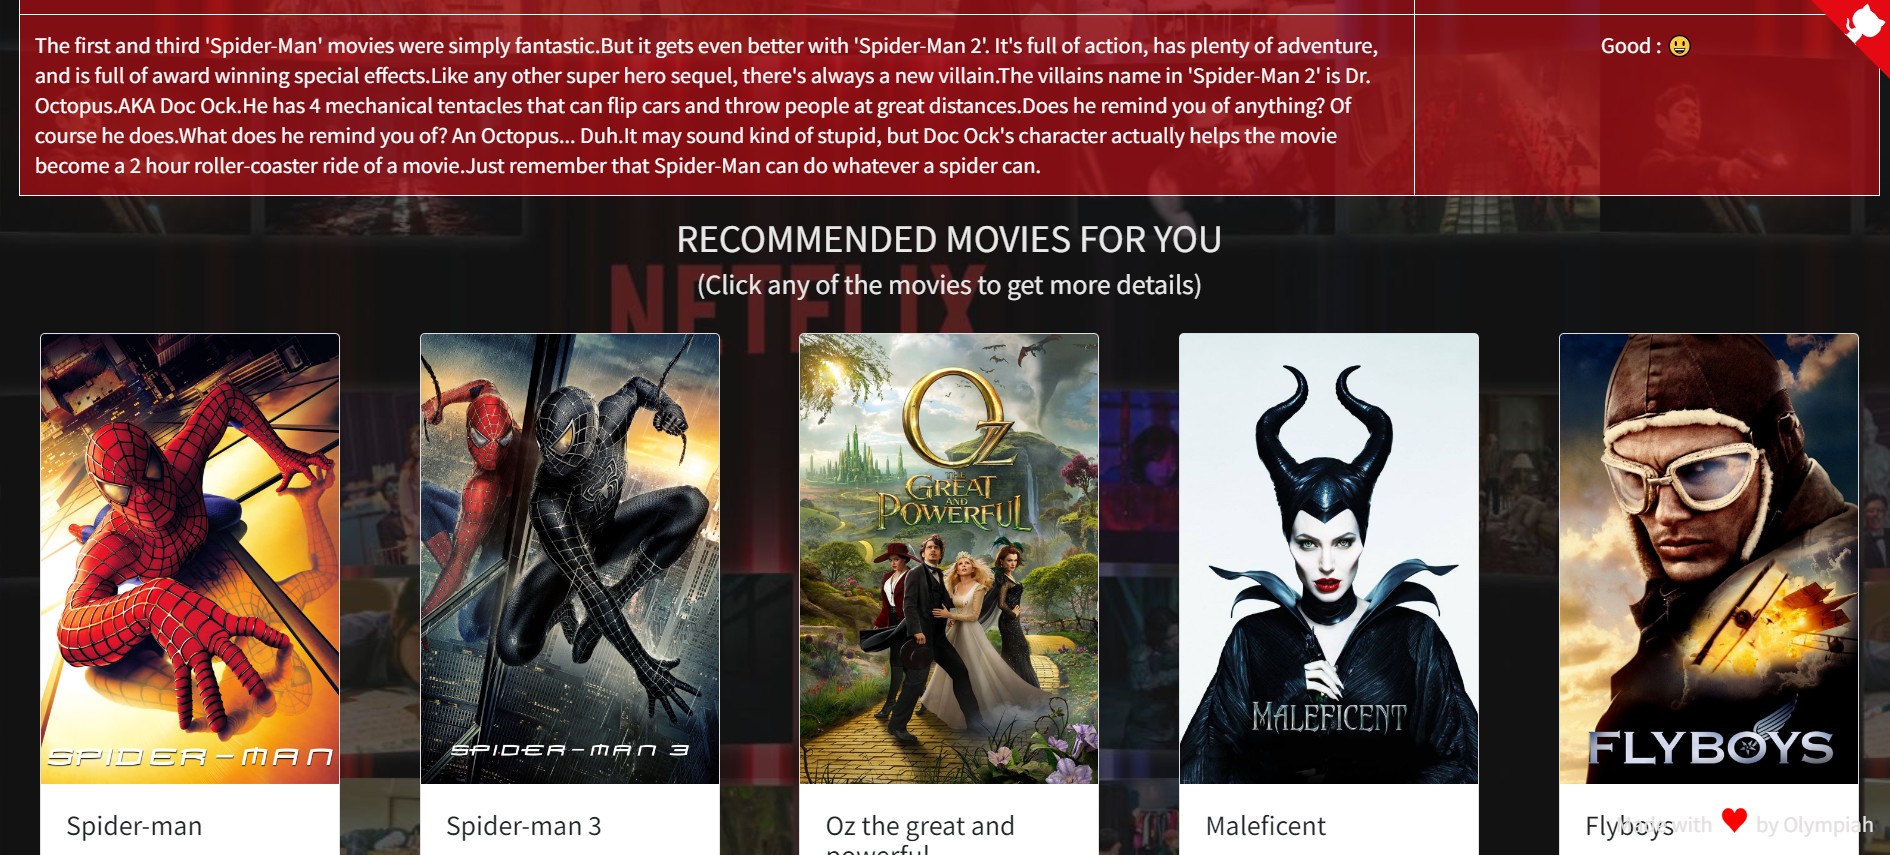 The first and third 'Spider-Man' movies were simply fantastic.But it gets even better with 'Spider-Man 2'. It's full of action, has plenty of adventure,
and is full of award winning special effects.Like any other super hero sequel, there's always a new villain.The villains name in 'Spider-Man 2' is Dr.
Octopus.AKA Doc Ock.He has 4 mechanical tentacles that can flip cars and throw people at great distances.Does he remind you of anything? Of
course he does.What does he remind you of? An Octopus... Duh.It may sound kind of stupid, but Doc Ock's character actually helps the movie
become a 2 hour roller-coaster ride of a movie.Just remember that Spider-Man can do whatever a spider can.
Good : 😃
RECOMMENDED MOVIES FOR YOU
(Click any of the movies to get more details)
NETFLIX
SPIDER-MAN
SPIDER-MAN 3
OZ
THE
GREAT
AND
POWERFUL
MALEFICENT
FLYBOYS
Spider-man
Spider-man 3
Oz the great and
powerful
Maleficent
Flyboys
Made with ♥ by Olympiah